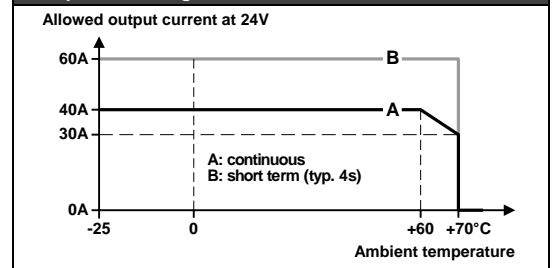 Allowed output current at 24V
60A
B
40A
A
30A
A: continuous
B: short term (typ. 4s)
0A
-25
0
+60
+70°C
Ambient temperature